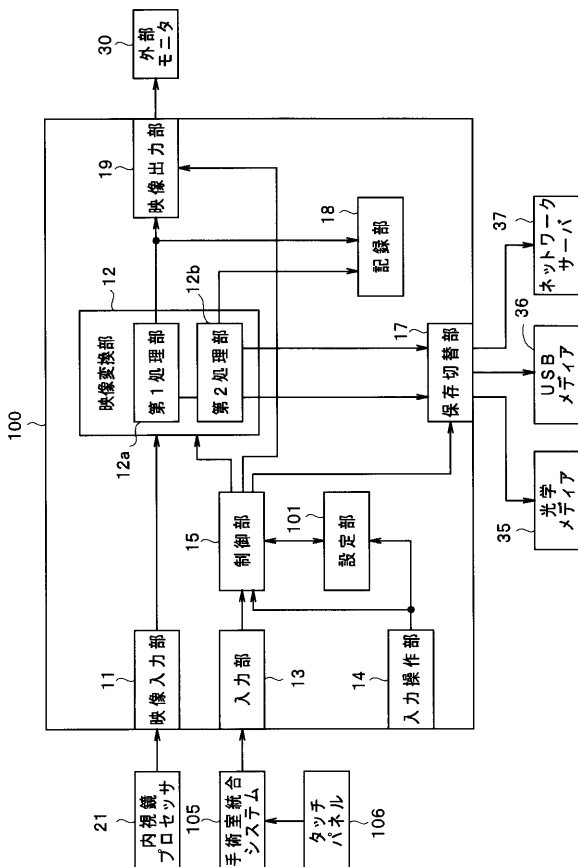 100
21
内視鏡
プロセッサ
11
映像入力部
12
映像変換部
第1処理部
12a
第2処理部
12b
19
映像出力部
30
外部
モニタ
105
手術室統合
システム
入力部
13
15
制御部
18
記録部
タッチ
パネル
106
14
入力操作部
101
設定部
17
保存切替部
35
光学
メディア
36
USB
メディア
37
ネットワーク
サーバ